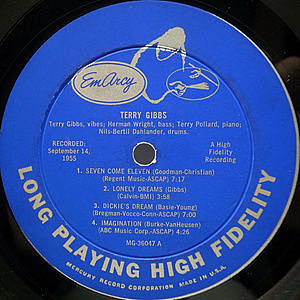 EmArcy
TERRY GIBBS
Terry Gibbs, vibes; Herman Wright, bass; Terry Pollard, piano;
Nils-Bertil Dahlander, drums.
RECORDED:
September 14,
1955
A High
Fidelity
Recording
1. SEVEN COME ELEVEN (Goodman-Christian)
(Regent Music-ASCAP) 7:17
2. LONELY DREAMS (Gibbs)
(Calvin-BMI) 3:58
3. DICKIE'S DREAM (Basie-Young)
(Bregman-Vocco-Conn-ASCAP)
4. IMAGINATION (Burke-VanHeusen)
(ABC Music Corp.-ASCAP) 4:26
MG-36047.A
LONG PLAYING HIGH FIDELITY
MERCURY RECORD CORPORATION MADE IN U.S.A.